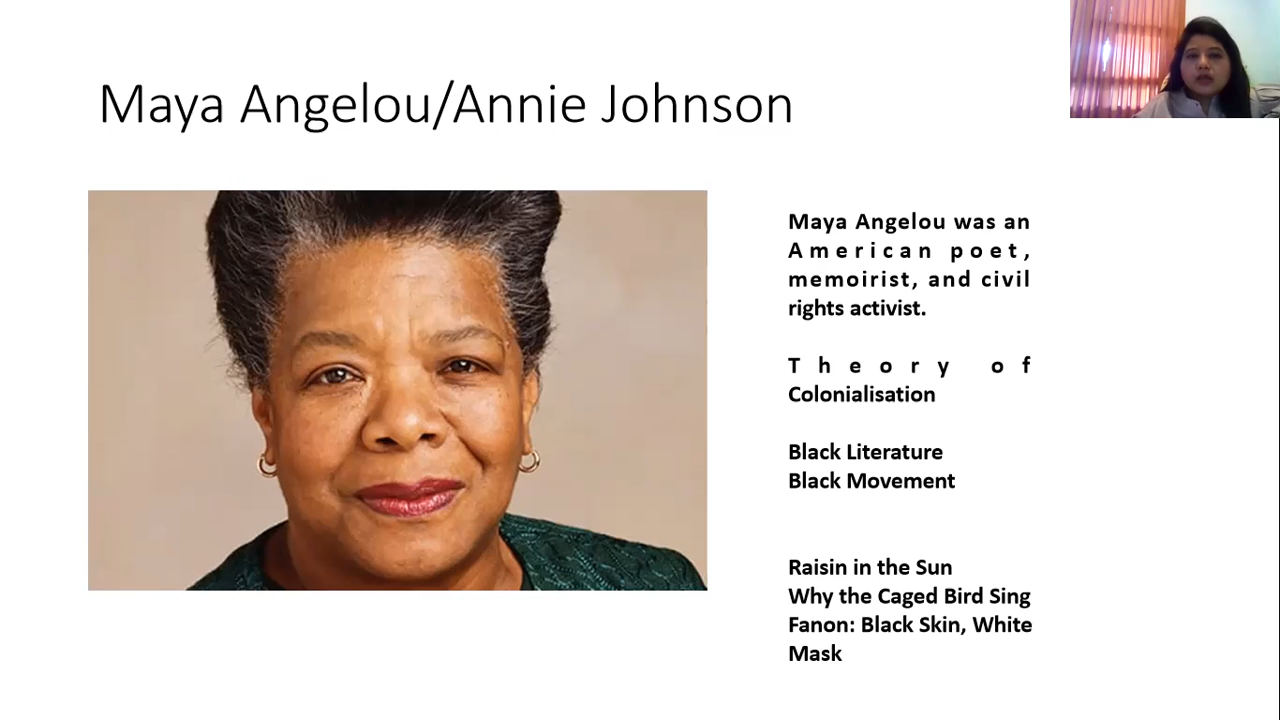 Maya Angelou/Annie Johnson
Maya Angelou was an
American poet,
memoirist, and civil
rights activist.
Theory of
Colonialisation
Black Literature
Black Movement
Raisin in the Sun
Why the Caged Bird Sing
Fanon: Black Skin, White
Mask